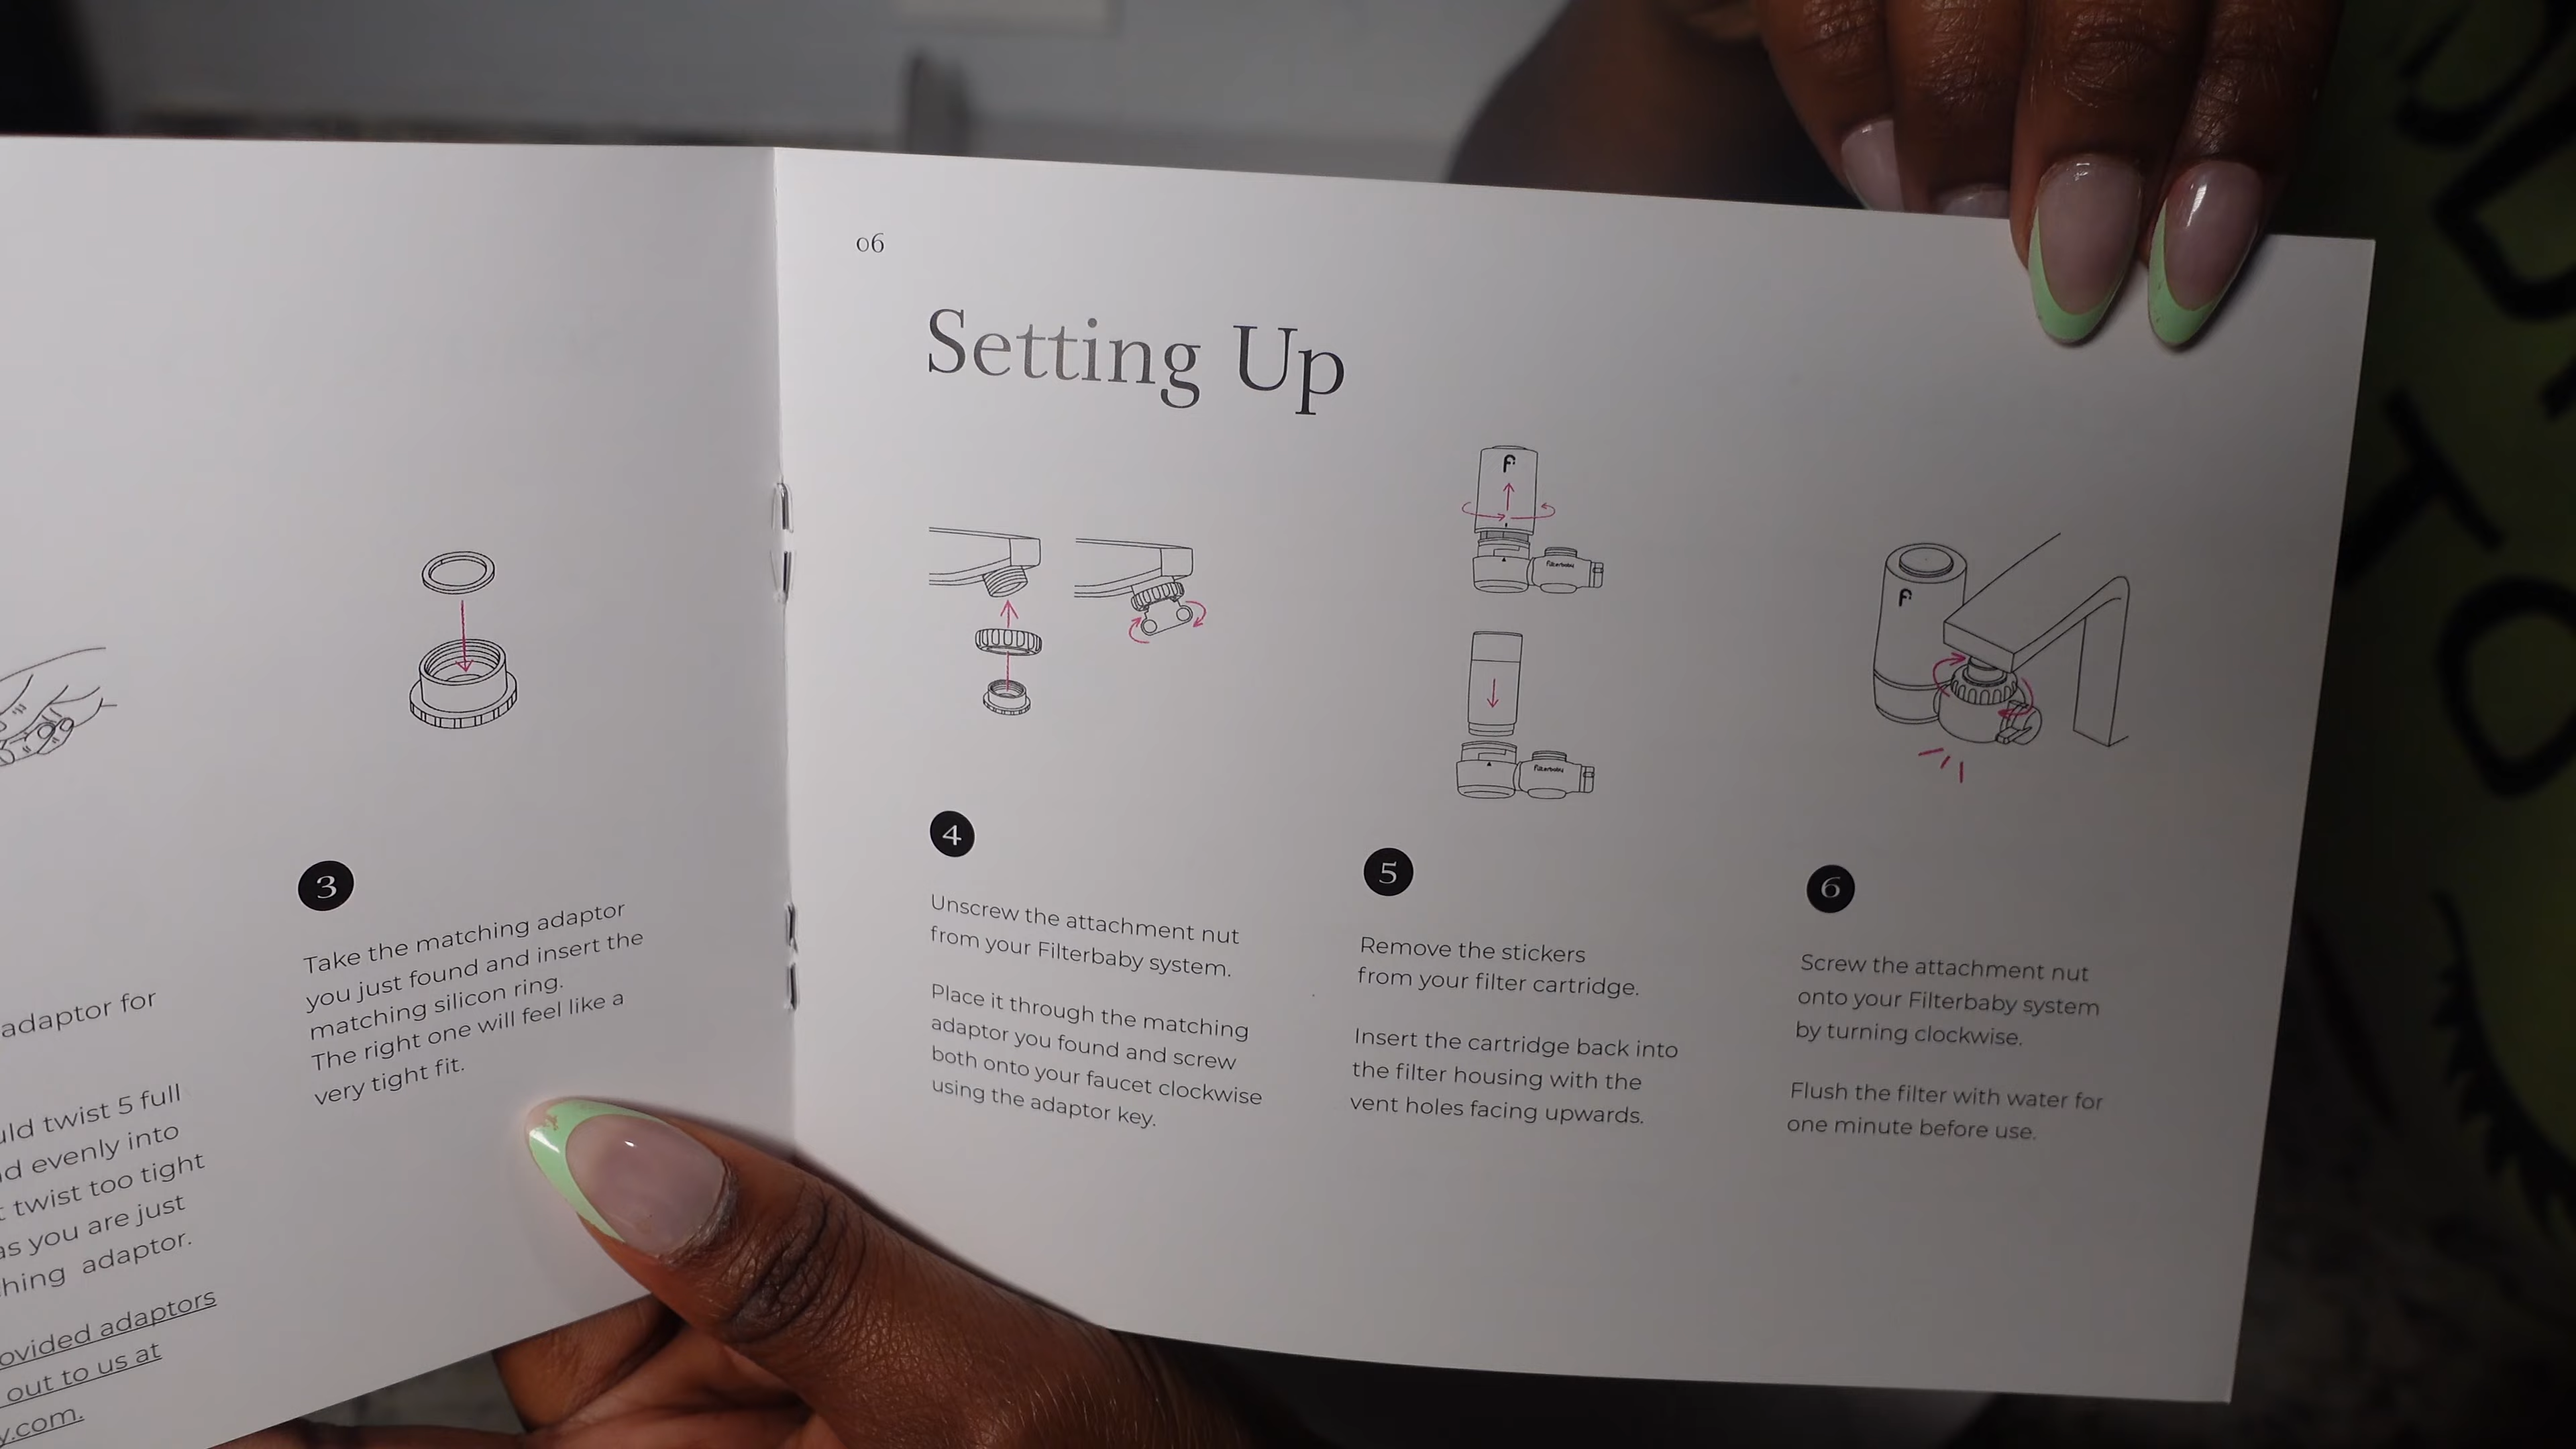 adaptor for
twist 5 full
evenly into
twist too tight
as you are just
adaptor.
adaptors
out to us at
3
Take the matching adaptor
you just found and insert the
matching silicon ring.
The right one will feel like a
very tight fit.
06
Setting Up
4
Unscrew the attachment nut
from your Filterbaby system.
Place it through the matching
adaptor you found and screw
both onto your faucet clockwise
using the adaptor key.
5
Remove the stickers
from your filter cartridge.
Insert the cartridge back into
the filter housing with the
vent holes facing upwards.
6
Screw the attachment nut
onto your Filterbaby system
by turning clockwise.
Flush the filter with water for
one minute before use.